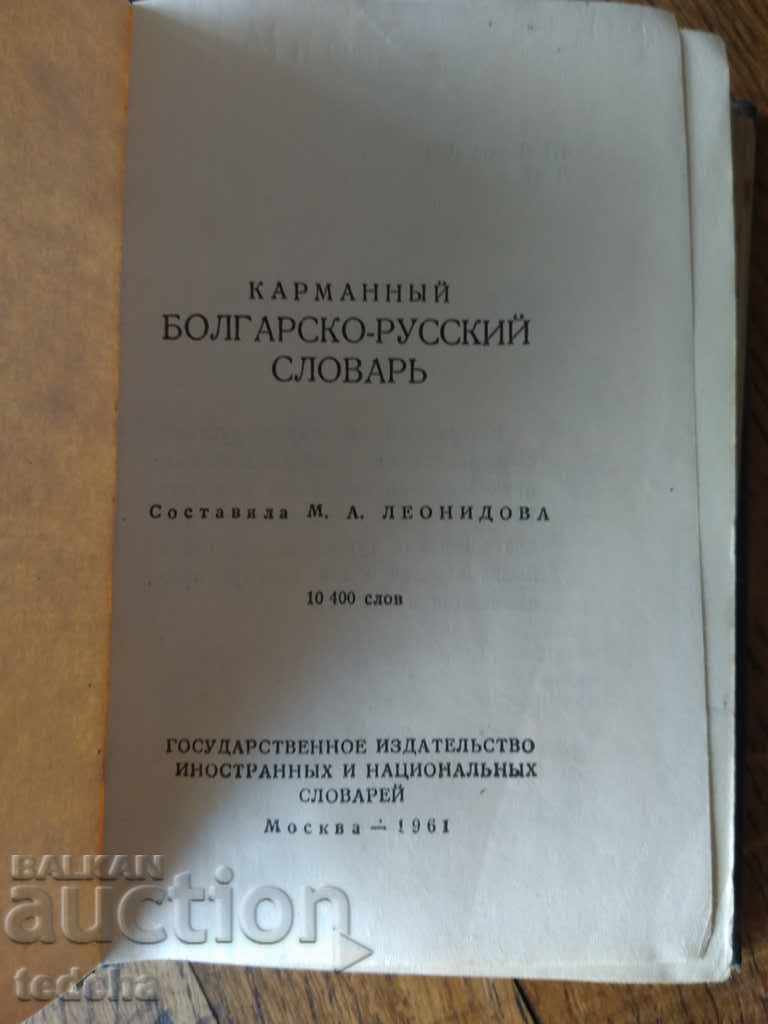 КАРМАННЫЙ
БОЛГАРСКО-РУССКИЙ
СЛОВАРЬ
Составила М. А. ЛЕОНИДОВА
10 400 слов
ГОСУДАРСТВЕННОЕ ИЗДАТЕЛЬСТВО
ИНОСТРАННЫХ И НАЦИОНАЛЬНЫХ
СЛОВАРЕЙ
Москва — 1961
BALKAN
auction
tedeha